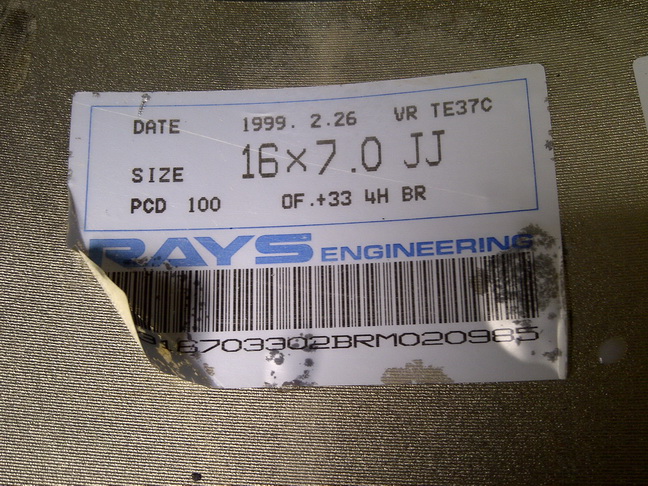 DATE 1999. 2.26 VR TE37C
SIZE 16×7.0 JJ
PCD 100 OF.+33 4H BR
RAYS ENGINEERING
16703302BRM020985